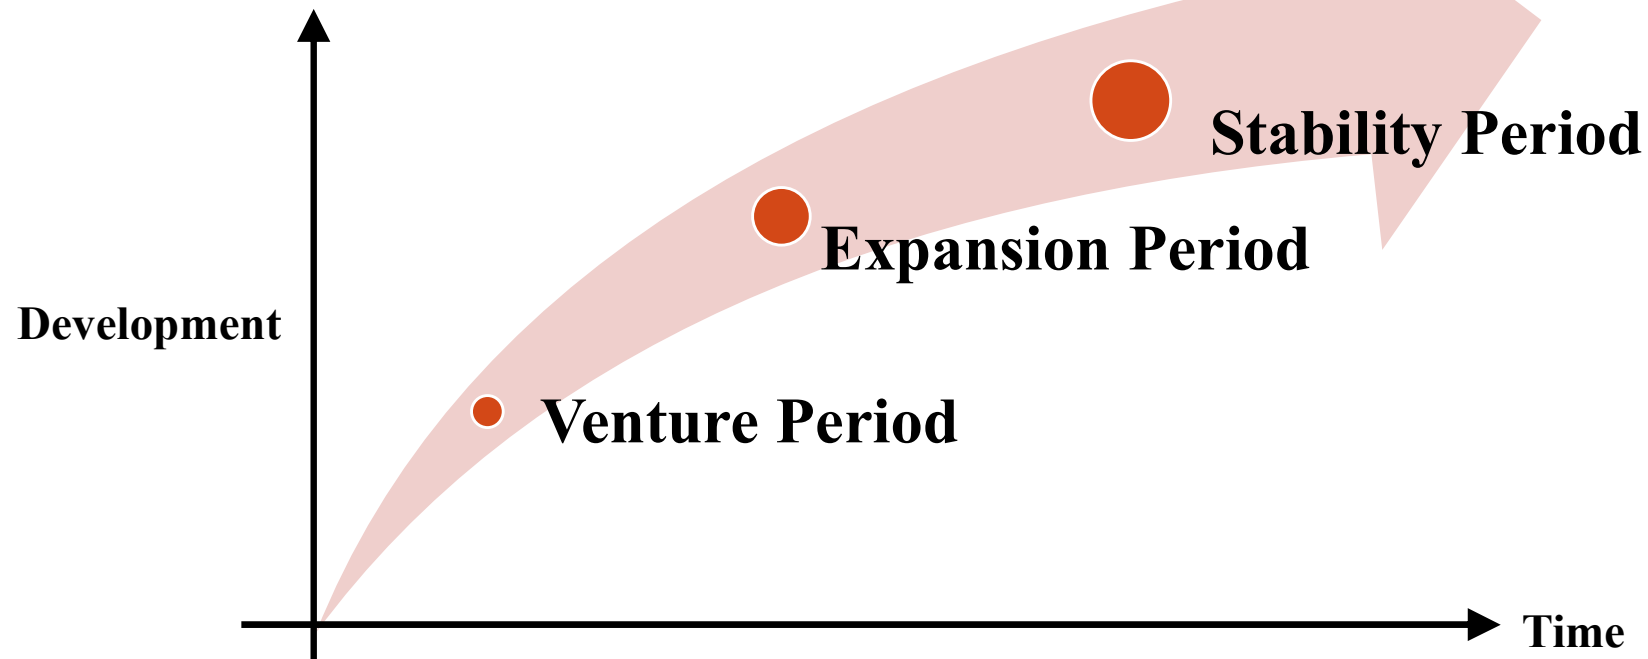 Stability Period
Expansion Period
Development
Venture Period
Time